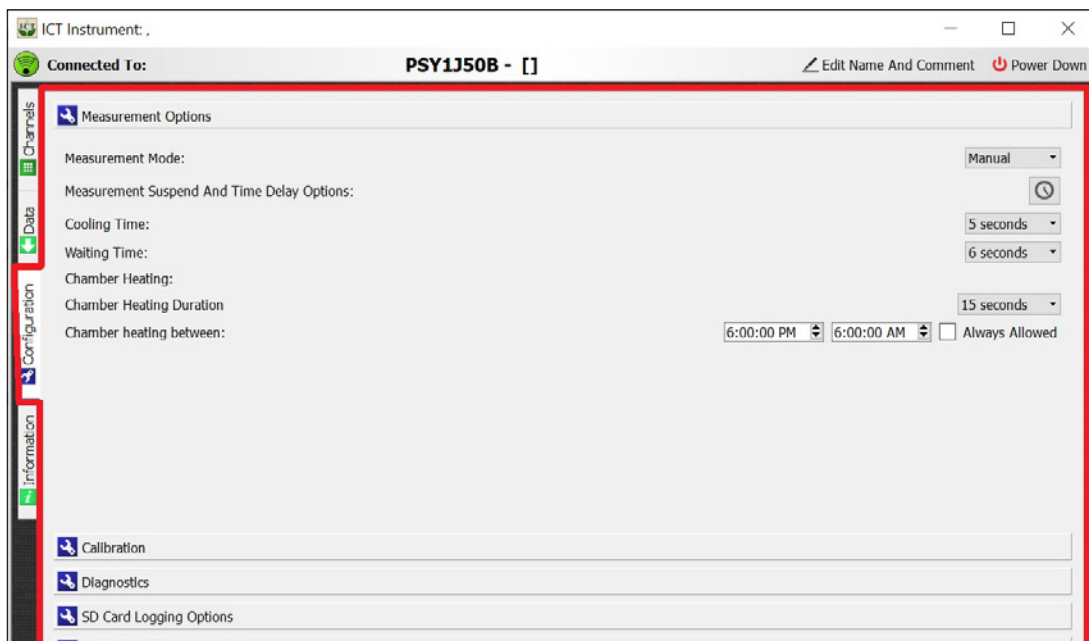 ICT Instrument: ,
Connected To: PSY1J50B - [] Edit Name And Comment Power Down
Channels
Data
Configuration
Information
Measurement Options
Measurement Mode: Manual
Measurement Suspend And Time Delay Options:
Cooling Time: 5 seconds
Waiting Time: 6 seconds
Chamber Heating:
Chamber Heating Duration 15 seconds
Chamber heating between: 6:00:00 PM 6:00:00 AM Always Allowed
Calibration
Diagnostics
SD Card Logging Options